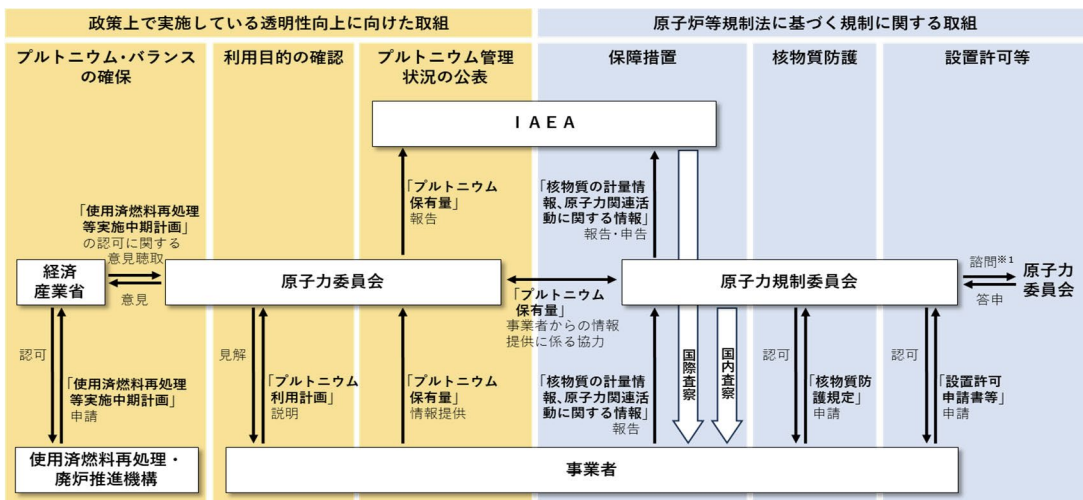 政策上で実施している透明性向上に向けた取組
原子炉等規制法に基づく規制に関する取組
プルトニウム・バランス
の確保
利用目的の確認
プルトニウム管理
状況の公表
保障措置
核物質防護
設置許可等
IAEA
「使用済燃料再処理
等実施中期計画」
の認可に関する
意見聴取
「プルトニウム
保有量」
報告
「核物質の計量情
報、原子力関連活
動に関する情報」
報告・申告
経済
産業省
意見
原子力委員会
「プルトニウム
保有量」
事業者からの情報
提供に係る協力
原子力規制委員会
諮問※1
答申
原子力
委員会
認可
「使用済燃料再処理
等実施中期計画」
申請
見解
「プルトニウム
利用計画」
説明
「プルトニウム
保有量」
情報提供
「核物質の計量情
報、原子力関連活
動に関する情報」
報告
国際査察
国内査察
認可
「核物質防
護規定」
申請
認可
「設置許可
申請書等」
申請
使用済燃料再処理・
廃炉推進機構
事業者